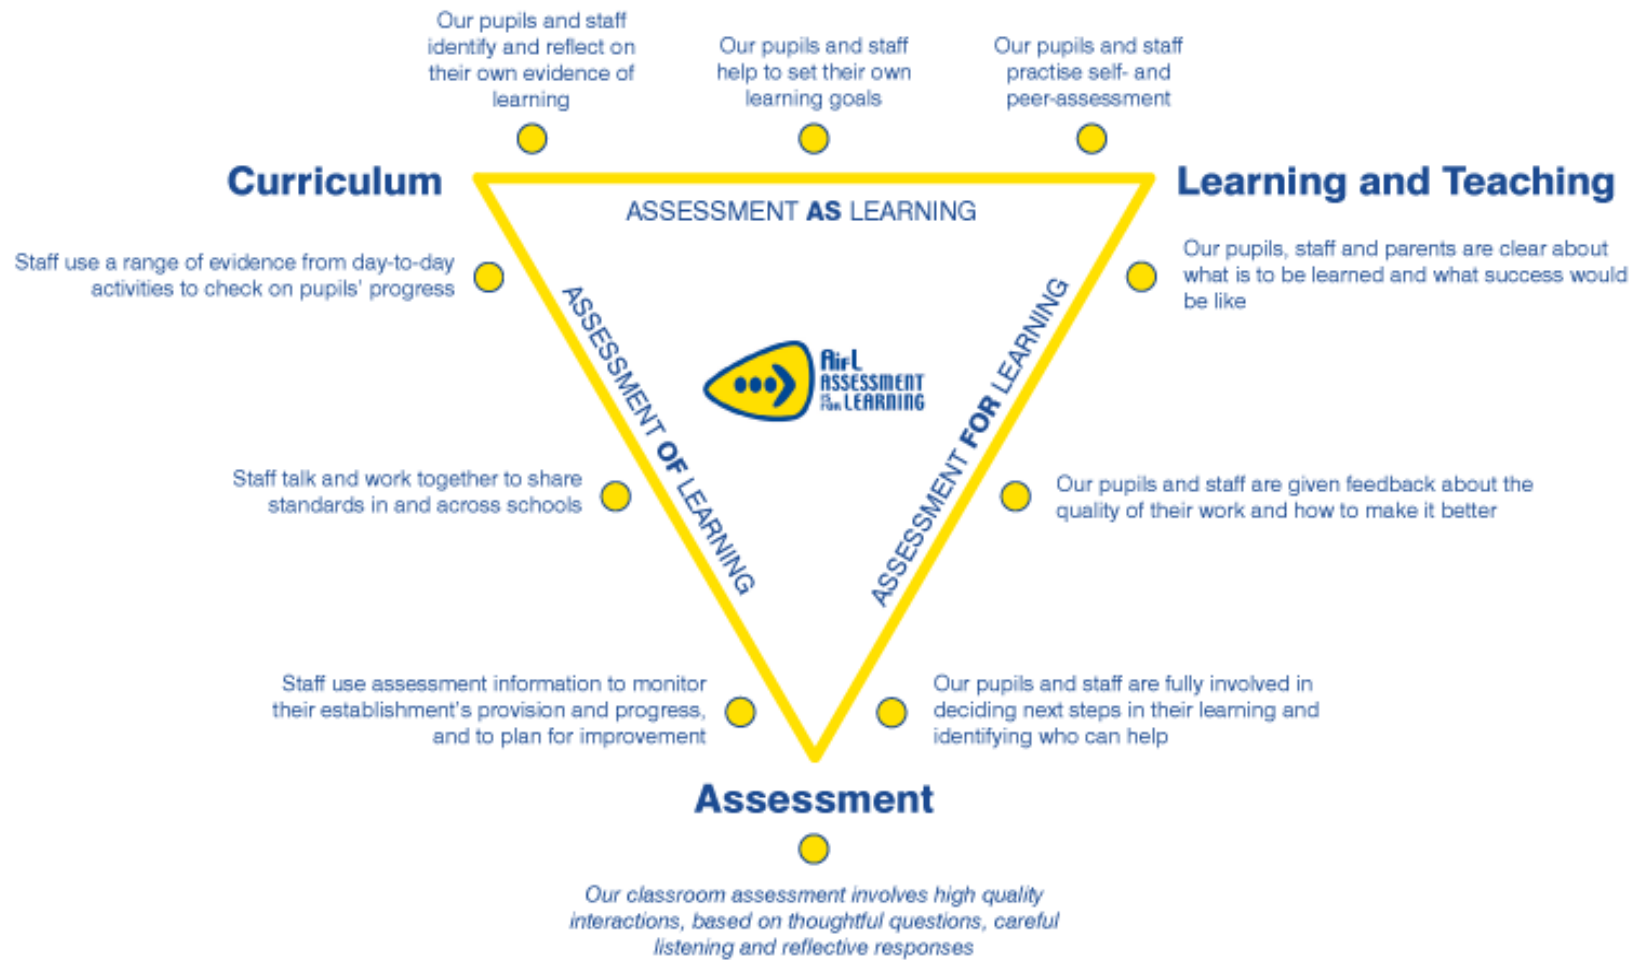 Our pupils and staff
identify and reflect on
their own evidence of
learning
Our pupils and staff
help to set their own
learning goals
Our pupils and staff
practise self- and
peer-assessment
Curriculum
Learning and Teaching
ASSESSMENT AS LEARNING
Staff use a range of evidence from day-to-day
activities to check on pupils' progress
Our pupils, staff and parents are clear about
what is to be learned and what success would
be like
ASSESSMENT OF LEARNING
AifL
ASSESSMENT
IS
FOR LEARNING
ASSESSMENT FOR LEARNING
Staff talk and work together to share
standards in and across schools
Our pupils and staff are given feedback about the
quality of their work and how to make it better
Staff use assessment information to monitor
their establishment's provision and progress,
and to plan for improvement
Our pupils and staff are fully involved in
deciding next steps in their learning and
identifying who can help
Assessment
Our classroom assessment involves high quality
interactions, based on thoughtful questions, careful
listening and reflective responses